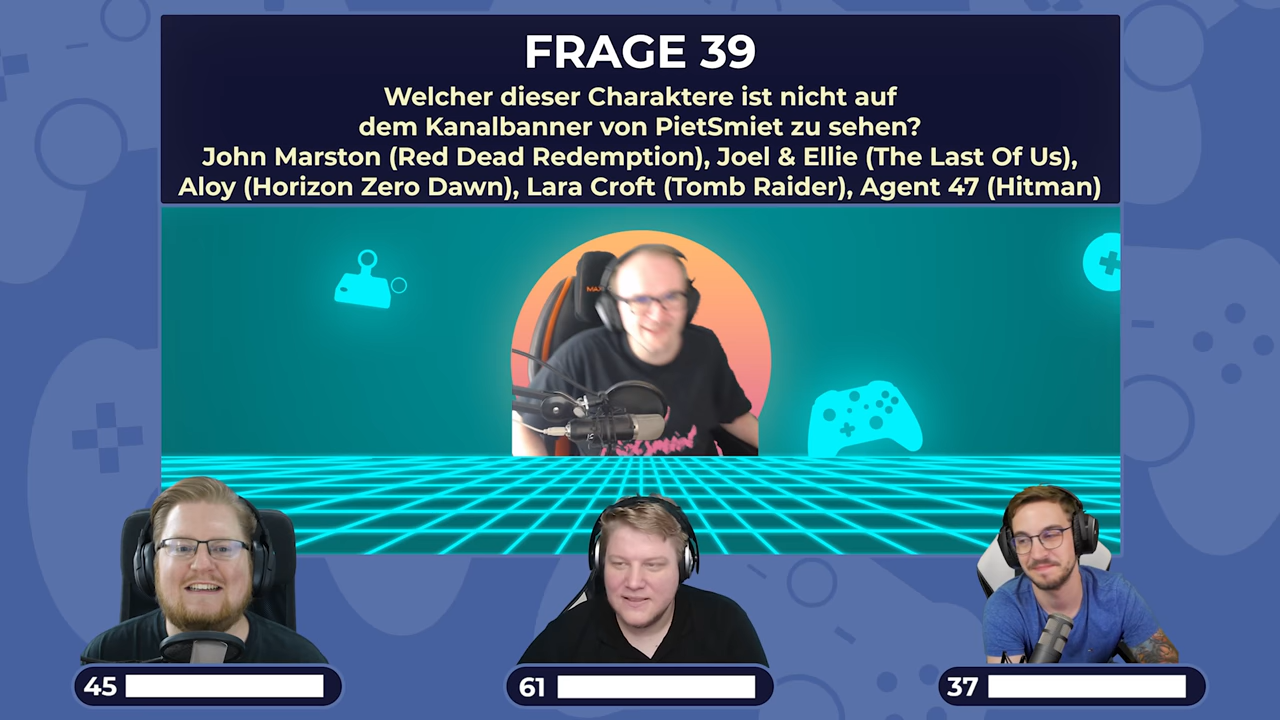 FRAGE 39
Welcher dieser Charaktere ist nicht auf
dem Kanalbanner von PietSmiet zu sehen?
John Marston (Red Dead Redemption), Joel & Ellie (The Last Of Us),
Aloy (Horizon Zero Dawn), Lara Croft (Tomb Raider), Agent 47 (Hitman)
45
61
37